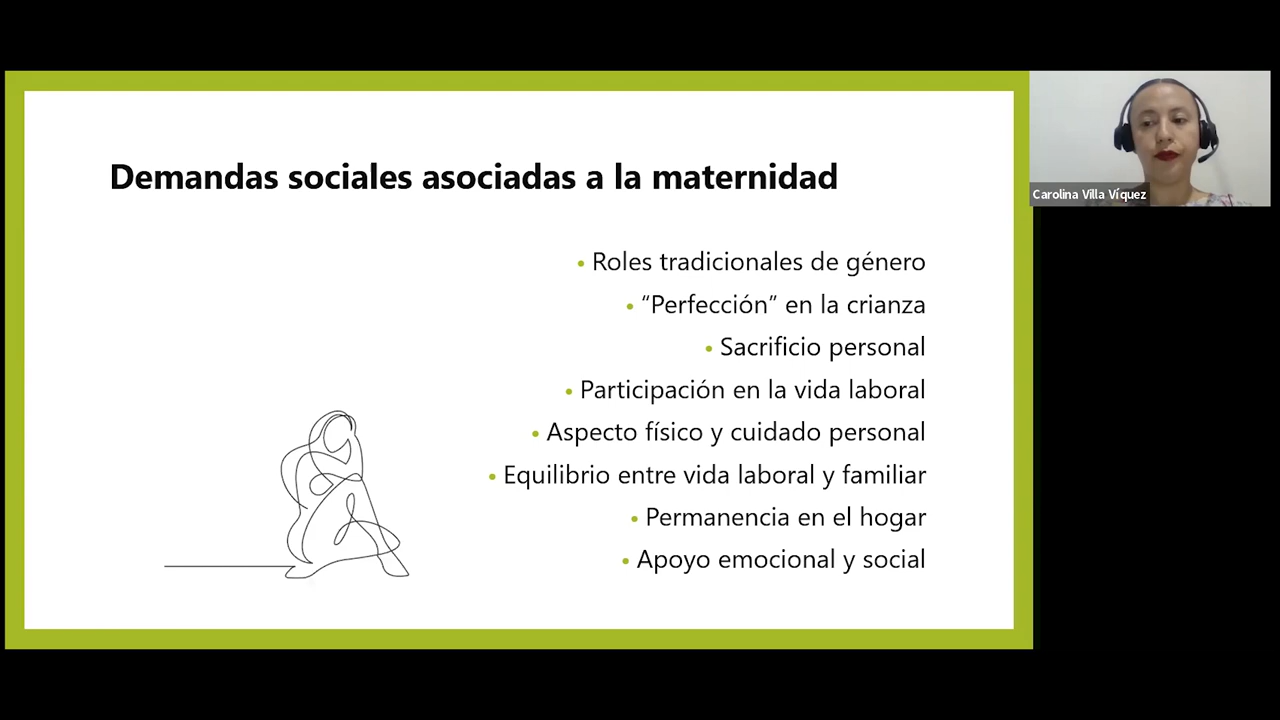 Demandas sociales asociadas a la maternidad
• Roles tradicionales de género
• “Perfección” en la crianza
• Sacrificio personal
• Participación en la vida laboral
• Aspecto físico y cuidado personal
• Equilibrio entre vida laboral y familiar
• Permanencia en el hogar
• Apoyo emocional y social
Carolina Villa Víquez